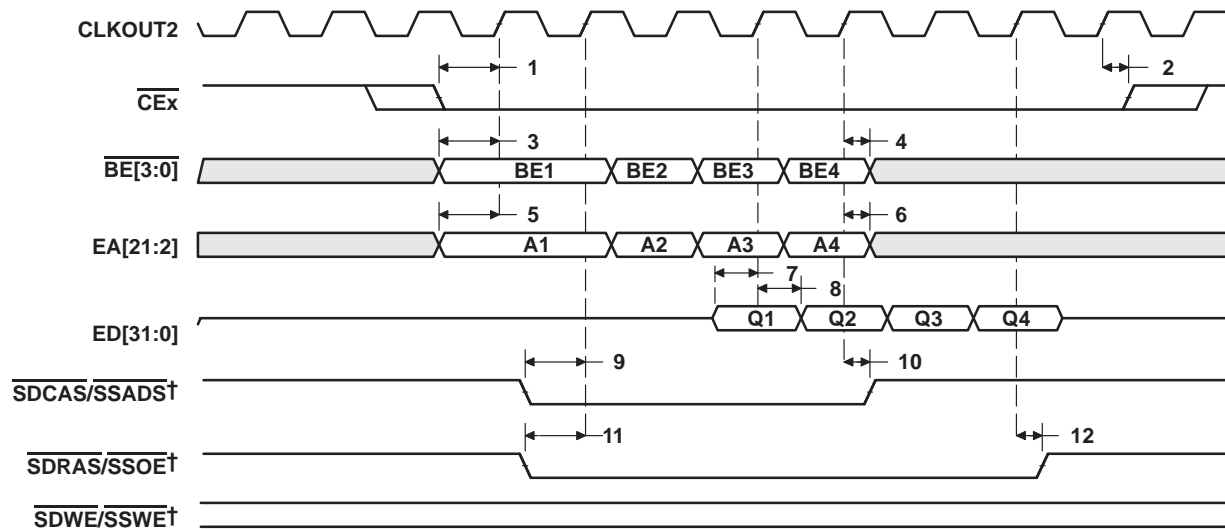 CLKOUT2
1 2
CEx
3 4
BE[3:0] BE1 BE2 BE3 BE4
5 6
EA[21:2] A1 A2 A3 A4
7
8
ED[31:0] Q1 Q2 Q3 Q4
9 10
SDCAS/SSADS†
11 12
SDRAS/SSOE†
SDWE/SSWE†